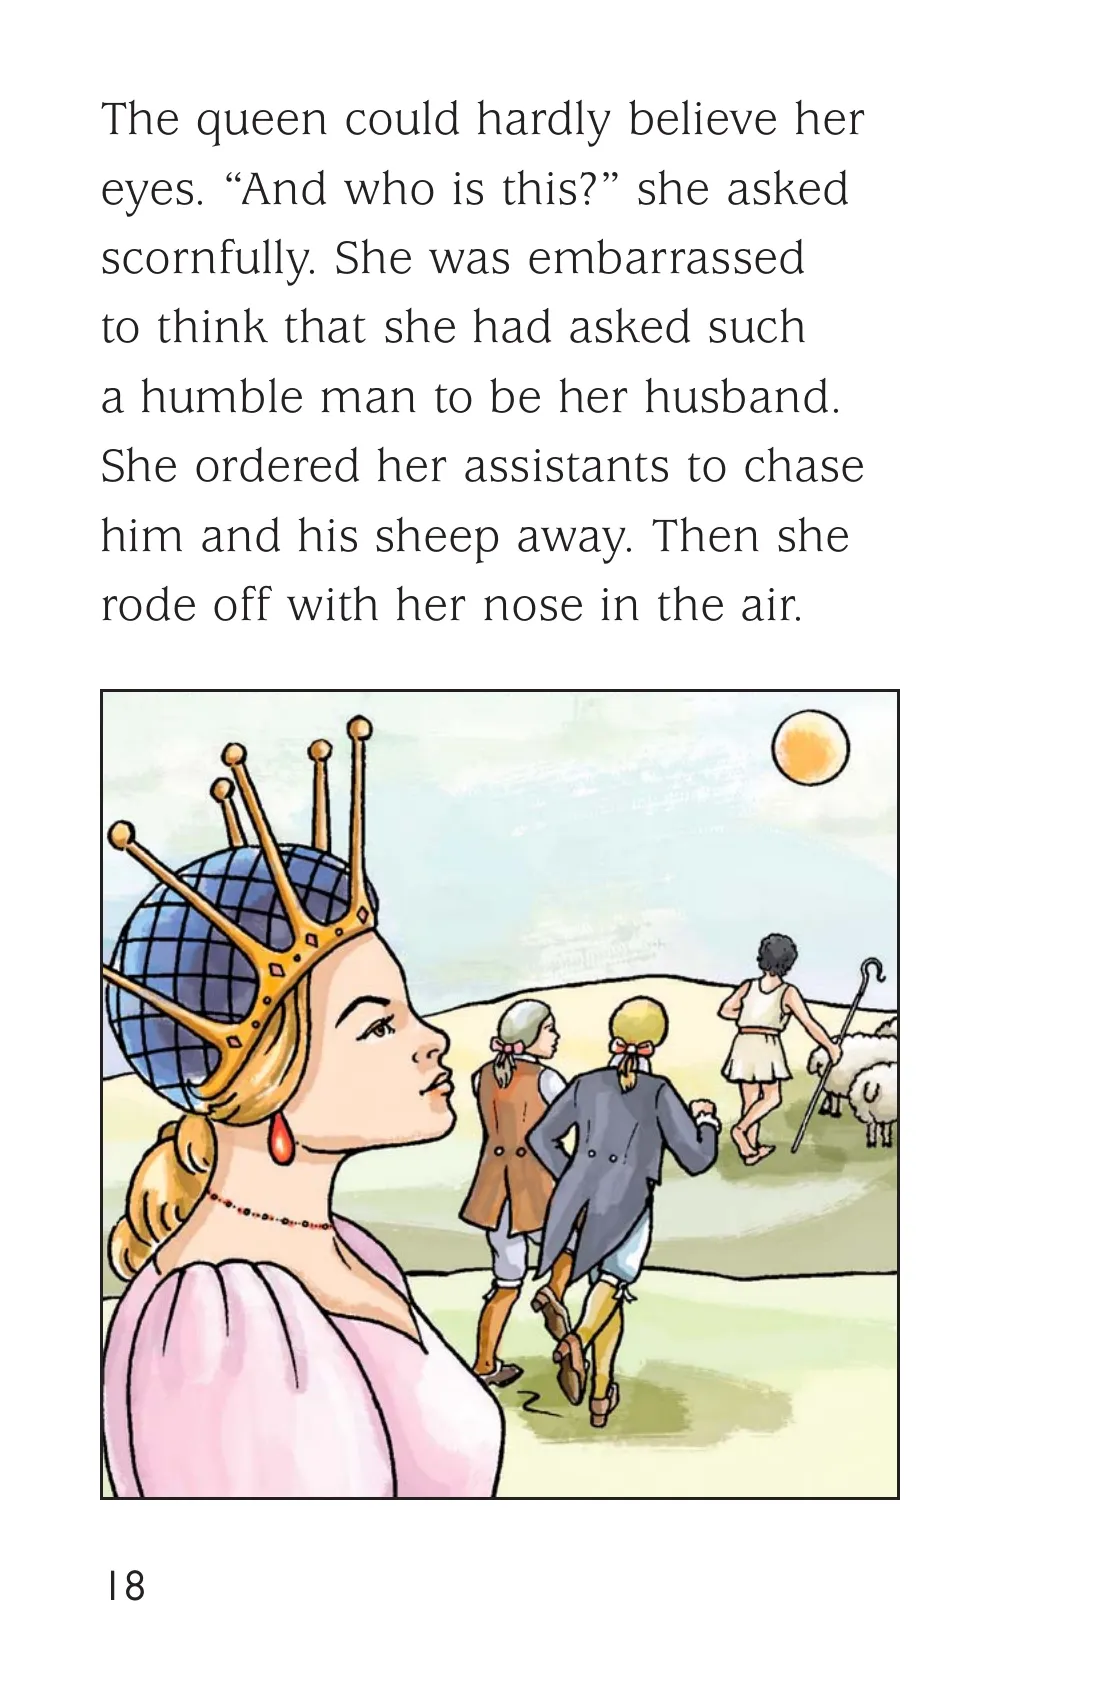 The queen could hardly believe her
eyes. “And who is this?” she asked
scornfully. She was embarrassed
to think that she had asked such
a humble man to be her husband.
She ordered her assistants to chase
him and his sheep away. Then she
rode off with her nose in the air.
18